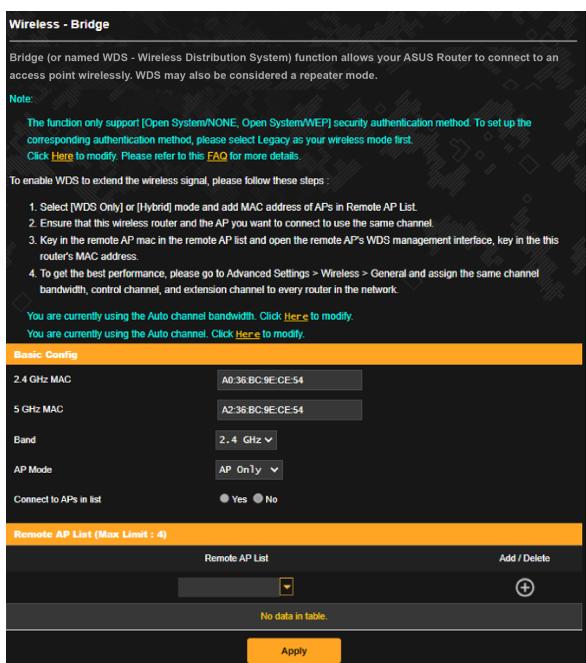 Wireless - Bridge
Bridge (or named WDS - Wireless Distribution System) function allows your ASUS Router to connect to an
access point wirelessly. WDS may also be considered a repeater mode.
Note:
The function only support [Open System/NONE, Open System/WEP] security authentication method. To set up the
corresponding authentication method, please select Legacy as your wireless mode first.
Click Here to modify. Please refer to this FAQ for more details.
To enable WDS to extend the wireless signal, please follow these steps :
1. Select [WDS Only] or [Hybrid] mode and add MAC address of APs in Remote AP List.
2. Ensure that this wireless router and the AP you want to connect to use the same channel.
3. Key in the remote AP mac in the remote AP list and open the remote AP's WDS management interface, key in the this
router's MAC address.
4. To get the best performance, please go to Advanced Settings > Wireless > General and assign the same channel
bandwidth, control channel, and extension channel to every router in the network.
You are currently using the Auto channel bandwidth. Click Here to modify.
You are currently using the Auto channel. Click Here to modify.
Basic Config
2.4 GHz MAC A0:36:BC:9E:CE:54
5 GHz MAC A2:36:BC:9E:CE:54
Band 2.4 GHz
AP Mode AP Only
Connect to APs in list Yes No
Remote AP List (Max Limit : 4)
Remote AP List Add / Delete
No data in table.
Apply